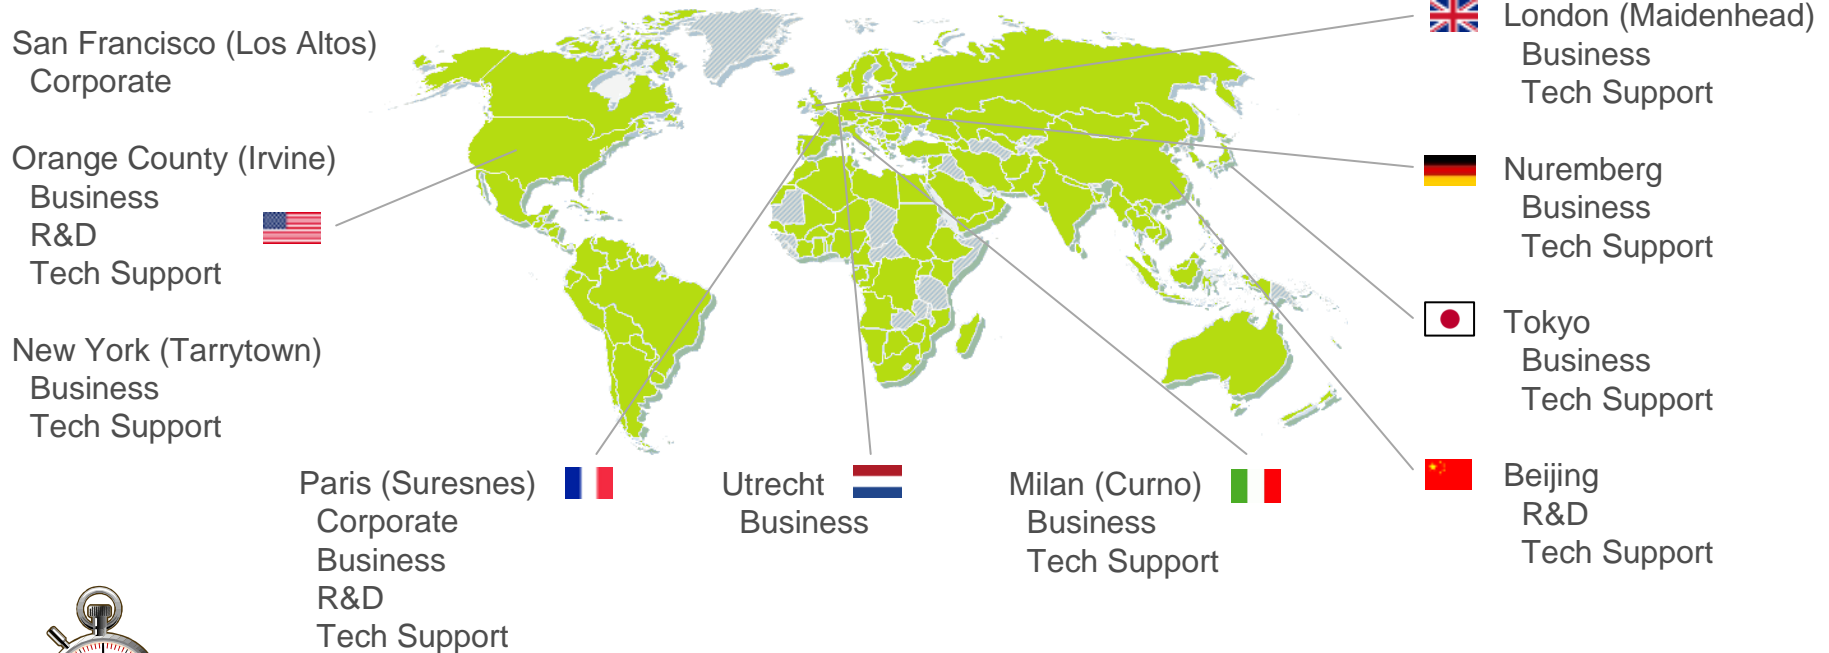 San Francisco (Los Altos)
Corporate
Orange County (Irvine)
Business
R&D
Tech Support
New York (Tarrytown)
Business
Tech Support
Paris (Suresnes)
Corporate
Business
R&D
Tech Support
Utrecht
Business
Milan (Curno)
Business
Tech Support
London (Maidenhead)
Business
Tech Support
Nuremberg
Business
Tech Support
Tokyo
Business
Tech Support
Beijing
R&D
Tech Support